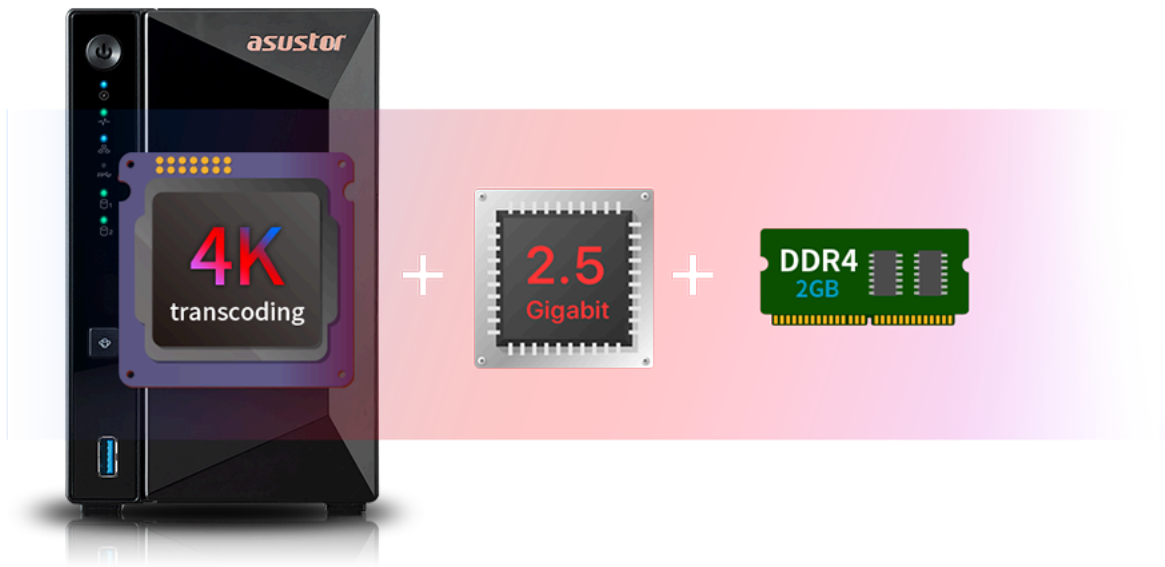 asustor
4K
transcoding
+
2.5
Gigabit
+
DDR4
2GB